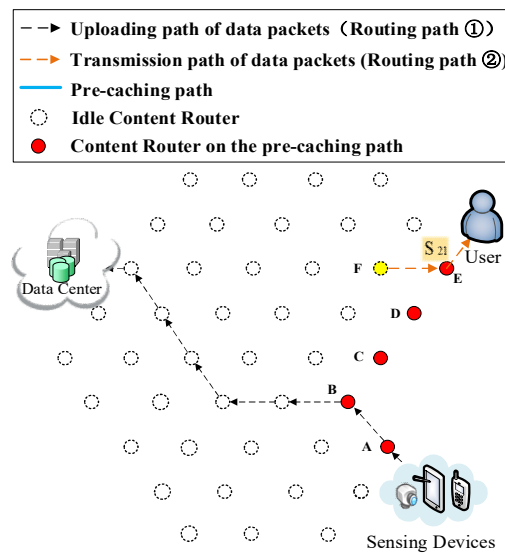 Uploading path of data packets（Routing path ①）
Transmission path of data packets (Routing path ②)
Pre-caching path
Idle Content Router
Content Router on the pre-caching path
S 21
User
F
E
Data Center
D
C
B
A
Sensing Devices